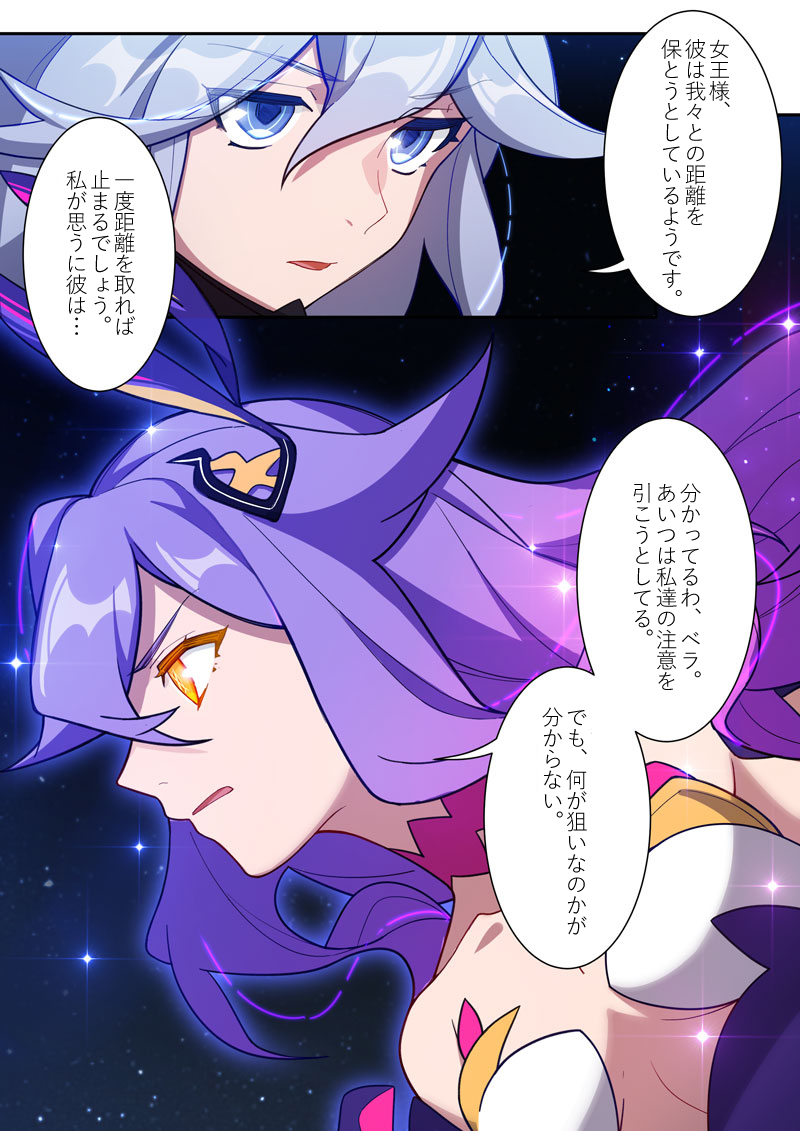 女王様、
彼は我々との距離を
保とうとしているようです。
一度距離を取れば
止まるでしょう。
私が思うに彼は…
分かってるわ、ベラ。
あいつは私達の注意を
引こうとしてる。
でも、何が狙いなのかが
分からない。